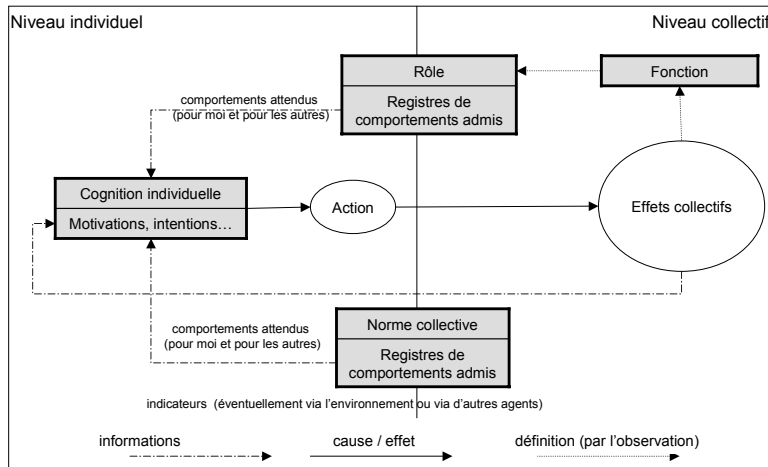 Niveau individuel
Niveau collectif
Rôle
Registres de
comportements admis
Fonction
comportements attendus
(pour moi et pour les autres)
Cognition individuelle
Motivations, intentions…
Action
Effets collectifs
comportements attendus
(pour moi et pour les autres)
Norme collective
Registres de
comportements admis
indicateurs (éventuellement via l'environnement ou via d'autres agents)
informations
cause / effet
définition (par l'observation)